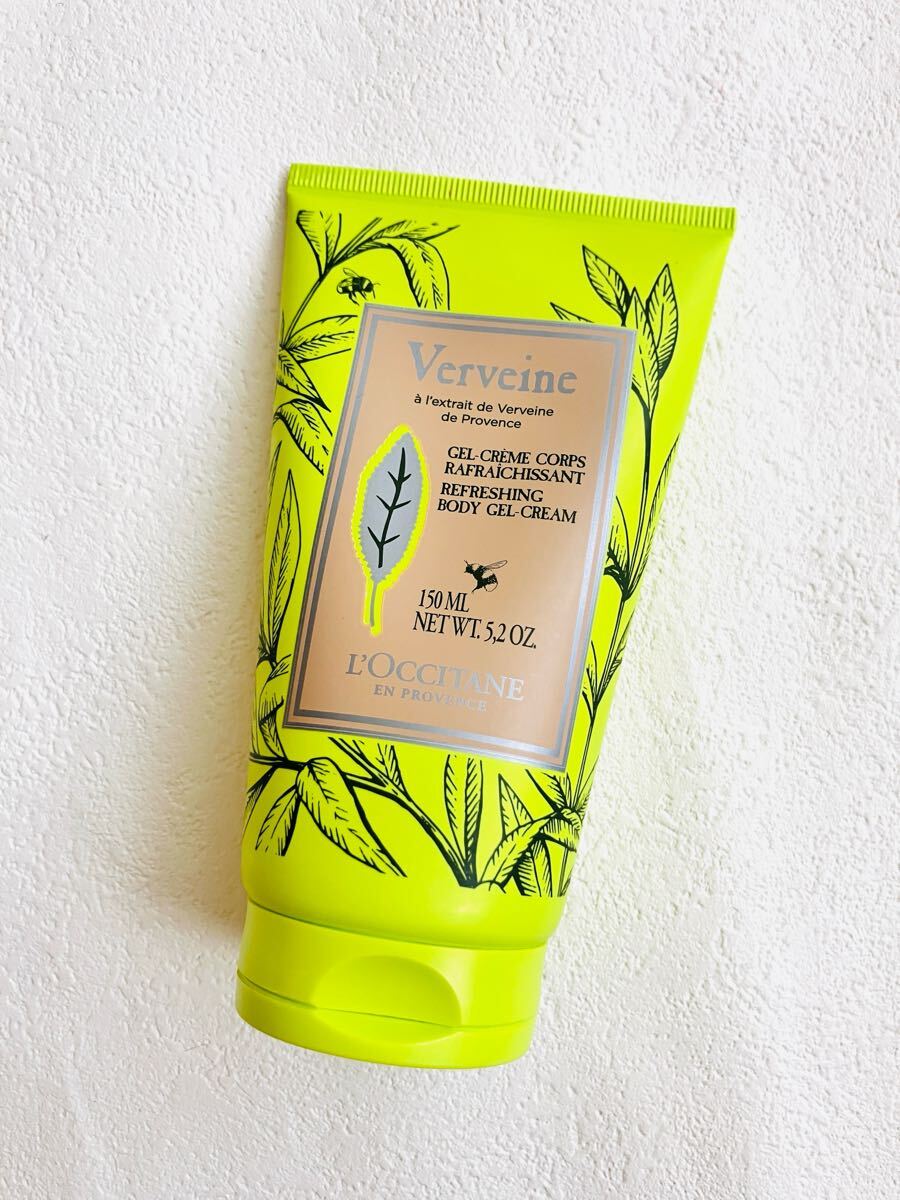 Verveine
à l'extrait de Verveine
de Provence
GEL-CRÈME CORPS
RAFRAÎCHISSANT
REFRESHING
BODY GEL-CREAM
150 ML
NET WT. 5,2 OZ.
L'OCCITANE
EN PROVENCE